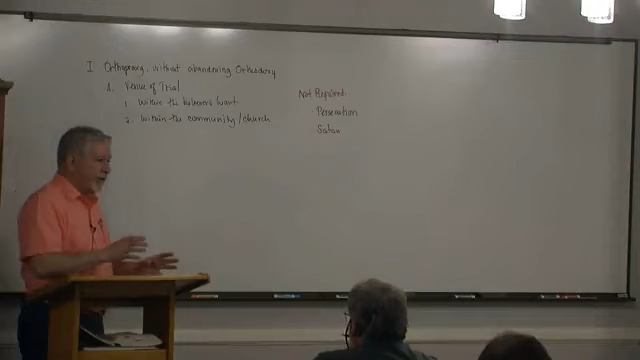 I Orthopraxy without abandoning Orthodoxy
A. Venue of Trial
1. Within the believers heart
2. Within the community/church
Not Required:
Persecution
Satan